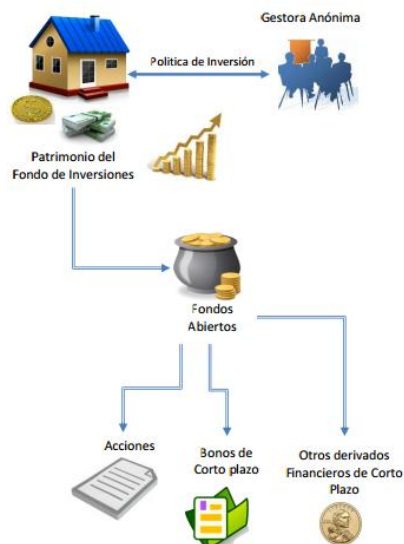 Gestora Anónima
Politica de Inversión
Patrimonio del
Fondo de Inversiones
Fondos
Abiertos
Acciones
Bonos de
Corto plazo
Otros derivados
Financieros de Corto
Plazo